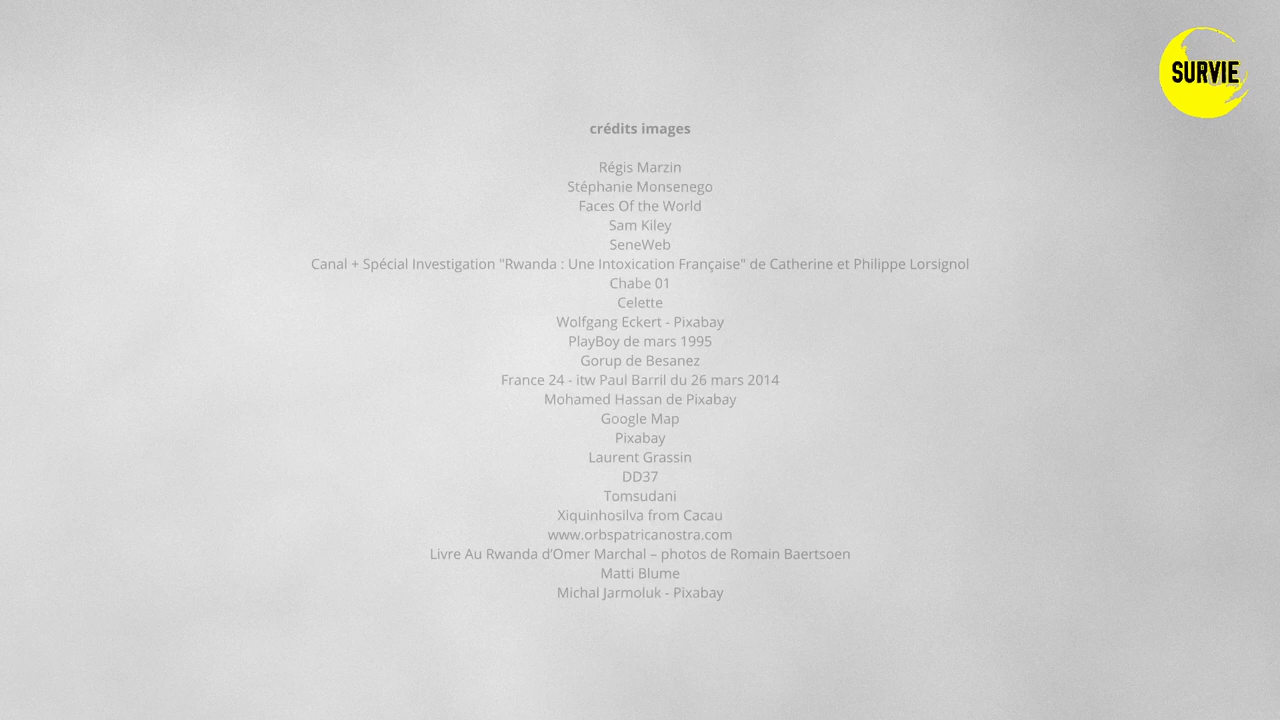 SURVIE
crédits images
Régis Marzin
Stéphanie Monsenego
Faces Of the World
Sam Kiley
SeneWeb
Canal + Spécial Investigation "Rwanda : Une Intoxication Française" de Catherine et Philippe Lorsignol
Chabe 01
Celette
Wolfgang Eckert - Pixabay
PlayBoy de mars 1995
Gorup de Besanez
France 24 - itw Paul Barril du 26 mars 2014
Mohamed Hassan de Pixabay
Google Map
Pixabay
Laurent Grassin
DD37
Tomsudani
Xiquinhosilva from Cacau
www.orbspatricanostra.com
Livre Au Rwanda d’Omer Marchal – photos de Romain Baertsoen
Matti Blume
Michal Jarmoluk - Pixabay